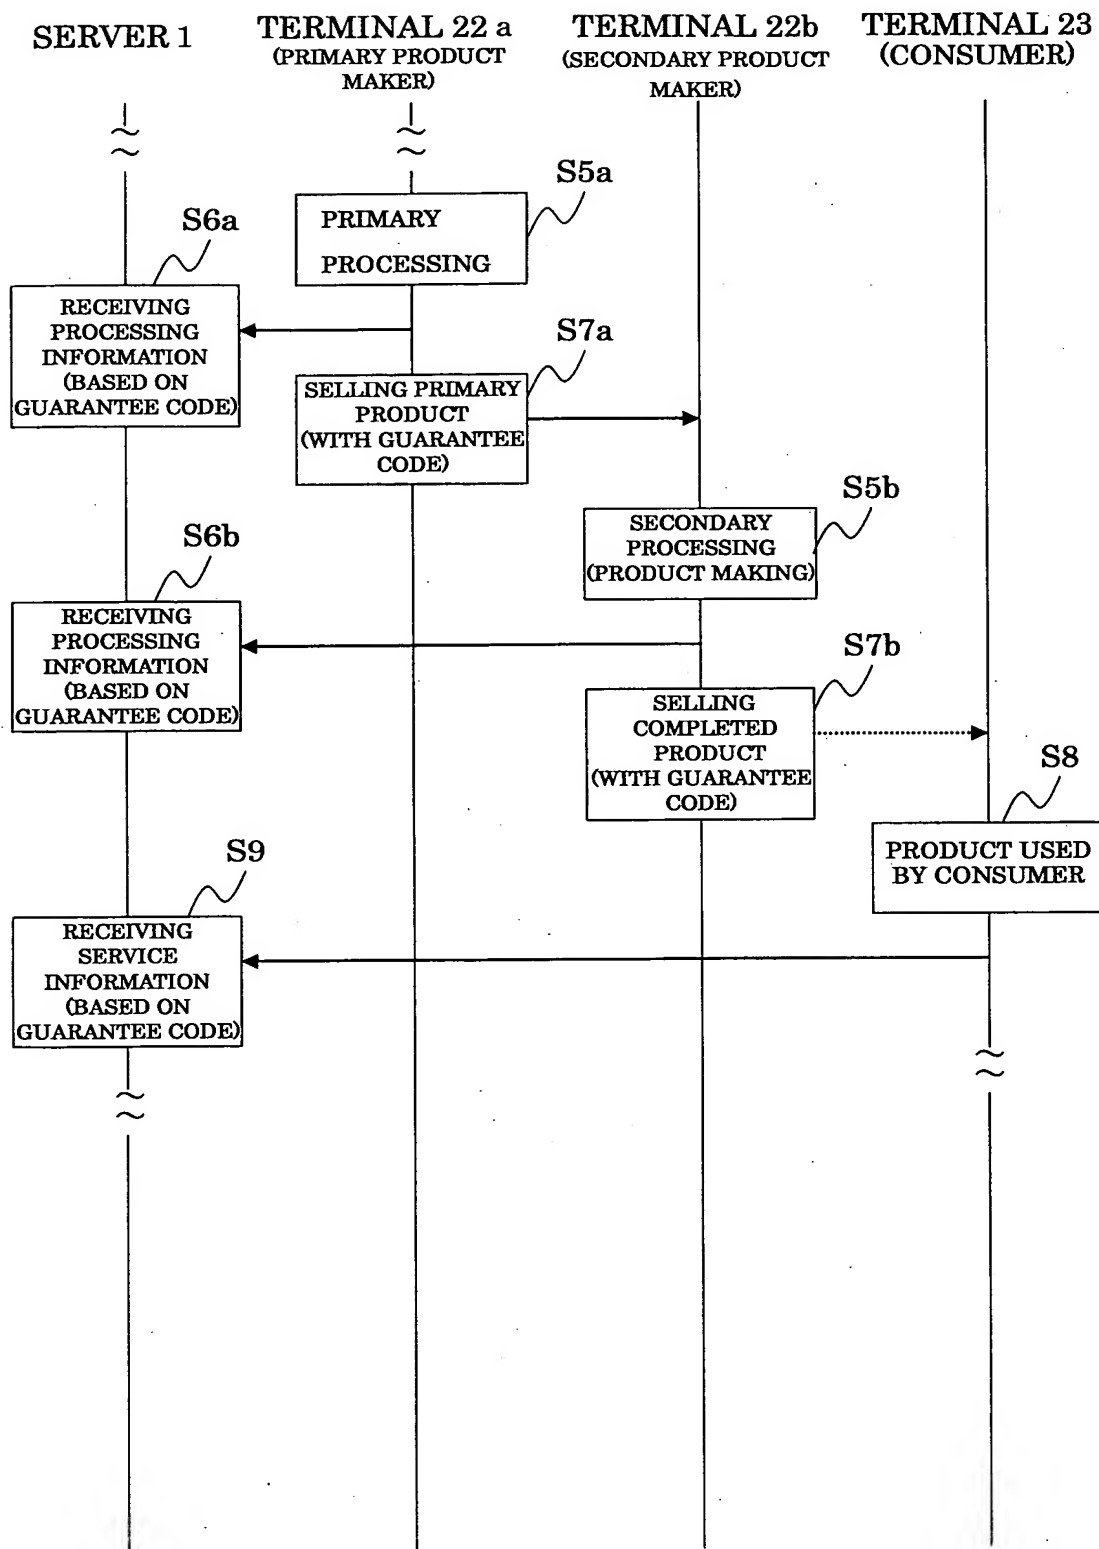 SERVER 1
TERMINAL 22 a
(PRIMARY PRODUCT
MAKER)
TERMINAL 22b
(SECONDARY PRODUCT
MAKER)
TERMINAL 23
(CONSUMER)
S5a
PRIMARY
PROCESSING
S6a
RECEIVING
PROCESSING
INFORMATION
(BASED ON
GUARANTEE CODE)
S7a
SELLING PRIMARY
PRODUCT
(WITH GUARANTEE
CODE)
S5b
SECONDARY
PROCESSING
(PRODUCT MAKING)
S6b
RECEIVING
PROCESSING
INFORMATION
(BASED ON
GUARANTEE CODE)
S7b
SELLING
COMPLETED
PRODUCT
(WITH GUARANTEE
CODE)
S8
PRODUCT USED
BY CONSUMER
S9
RECEIVING
SERVICE
INFORMATION
(BASED ON
GUARANTEE CODE)